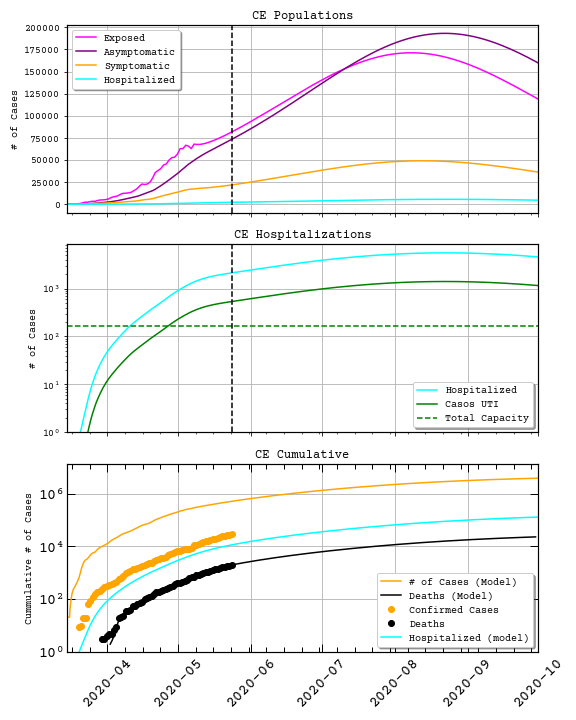 CE Populations
200000
175000
150000
125000
100000
75000
50000
25000
0
# of Cases
Exposed
Asymptomatic
Symptomatic
Hospitalized
CE Hospitalizations
10³
10²
10¹
10⁰
# of Cases
Hospitalized
Casos UTI
Total Capacity
CE Cumulative
10⁶
10⁴
10²
10⁰
Cummulative # of Cases
# of Cases (Model)
Deaths (Model)
Confirmed Cases
Deaths
Hospitalized (model)
2020-04
2020-05
2020-06
2020-07
2020-08
2020-09
2020-10